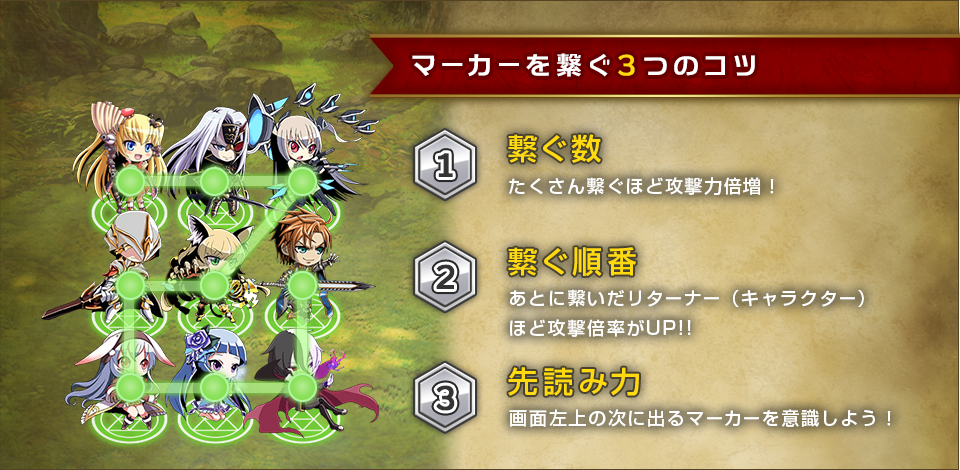 マーカーを繋ぐ3つのコツ
1
繋ぐ数
たくさん繋ぐほど攻撃力倍増！
2
繋ぐ順番
あとに繋いだリターナー（キャラクター）
ほど攻撃倍率がUP!!
3
先読み力
画面左上の次に出るマーカーを意識しよう！